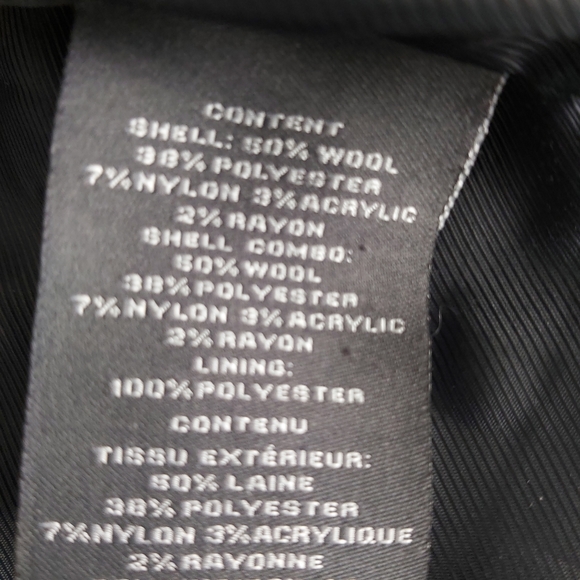 CONTENT
SHELL: 50% WOOL
38% POLYESTER
7% NYLON 3% ACRYLIC
2% RAYON
SHELL COMBO:
50% WOOL
38% POLYESTER
7% NYLON 3% ACRYLIC
2% RAYON
LINING:
100% POLYESTER
CONTENU
TISSU EXTÉRIEUR:
50% LAINE
38% POLYESTER
7% NYLON 3% ACRYLIQUE
2% RAYONNE